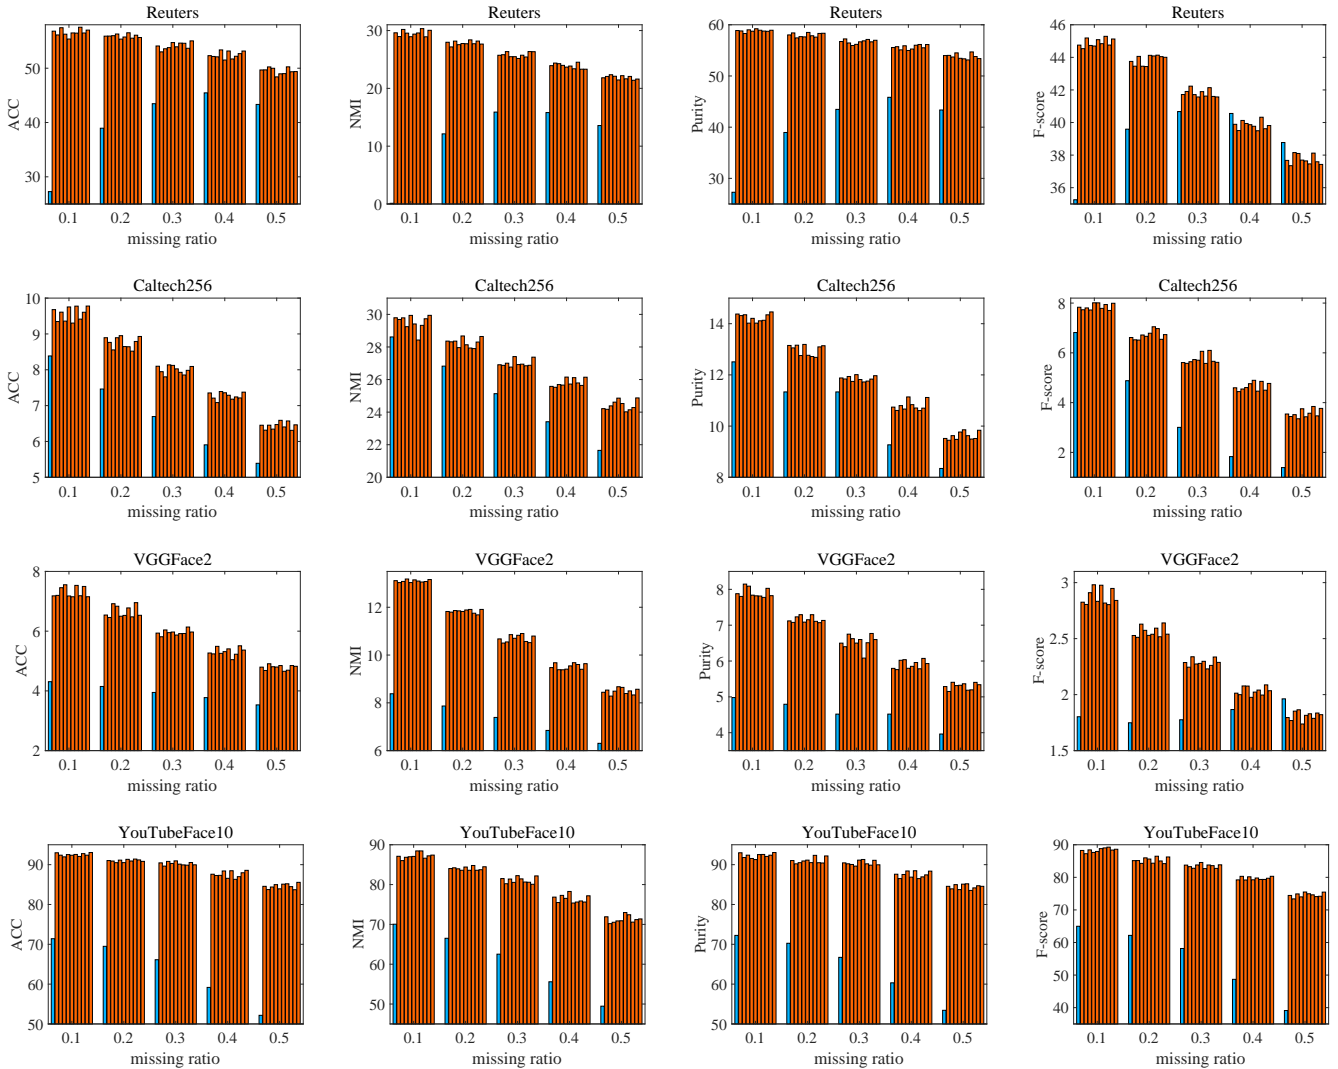 Reuters
ACC
50
40
30
0.1 0.2 0.3 0.4 0.5
missing ratio
Reuters
NMI
30
20
10
0
0.1 0.2 0.3 0.4 0.5
missing ratio
Reuters
Purity
60
50
40
30
0.1 0.2 0.3 0.4 0.5
missing ratio
Reuters
F-score
46
44
42
40
38
36
0.1 0.2 0.3 0.4 0.5
missing ratio
Caltech256
ACC
10
9
8
7
6
5
0.1 0.2 0.3 0.4 0.5
missing ratio
Caltech256
NMI
30
28
26
24
22
20
0.1 0.2 0.3 0.4 0.5
missing ratio
Caltech256
Purity
14
12
10
8
0.1 0.2 0.3 0.4 0.5
missing ratio
Caltech256
F-score
8
6
4
2
0.1 0.2 0.3 0.4 0.5
missing ratio
VGGFace2
ACC
8
6
4
2
0.1 0.2 0.3 0.4 0.5
missing ratio
VGGFace2
NMI
12
10
8
6
0.1 0.2 0.3 0.4 0.5
missing ratio
VGGFace2
Purity
8
7
6
5
4
0.1 0.2 0.3 0.4 0.5
missing ratio
VGGFace2
F-score
3
2.5
2
1.5
0.1 0.2 0.3 0.4 0.5
missing ratio
YouTubeFace10
ACC
90
80
70
60
50
0.1 0.2 0.3 0.4 0.5
missing ratio
YouTubeFace10
NMI
90
80
70
60
50
0.1 0.2 0.3 0.4 0.5
missing ratio
YouTubeFace10
Purity
90
80
70
60
50
0.1 0.2 0.3 0.4 0.5
missing ratio
YouTubeFace10
F-score
90
80
70
60
50
40
0.1 0.2 0.3 0.4 0.5
missing ratio